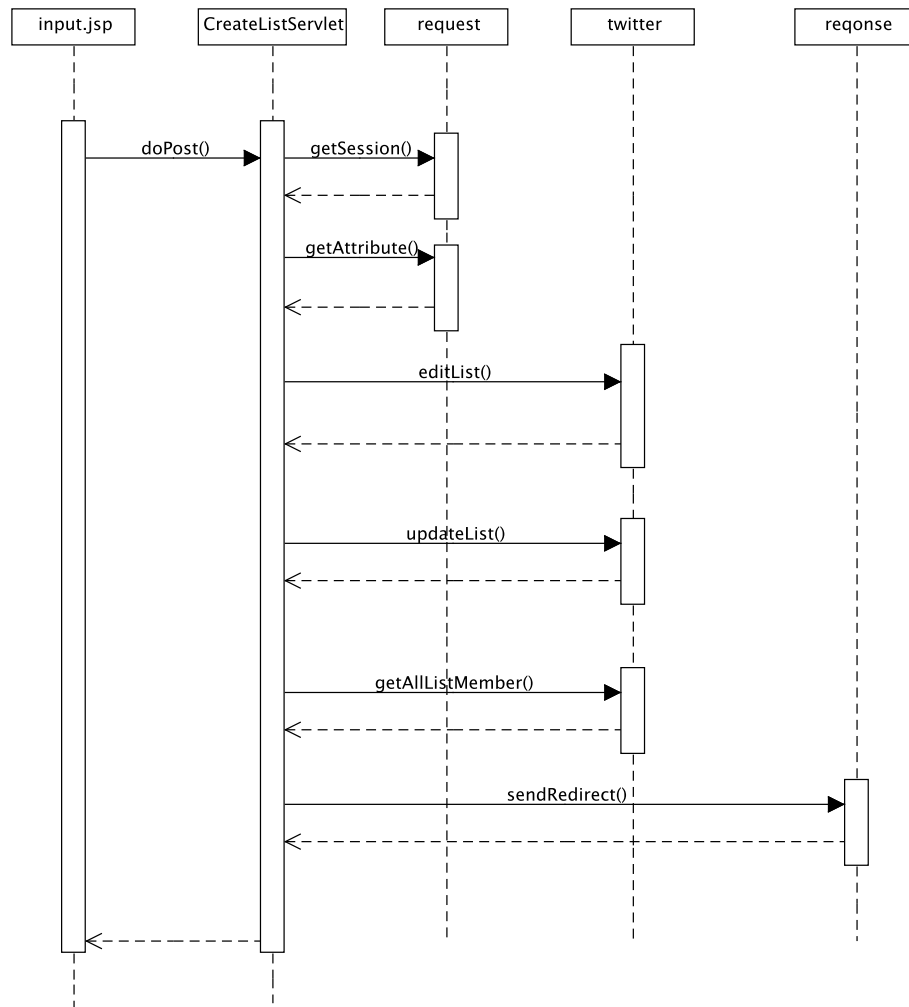 input.jsp
CreateListServlet
request
twitter
reqonse
doPost()
getSession()
getAttribute()
editList()
updateList()
getAllListMember()
sendRedirect()